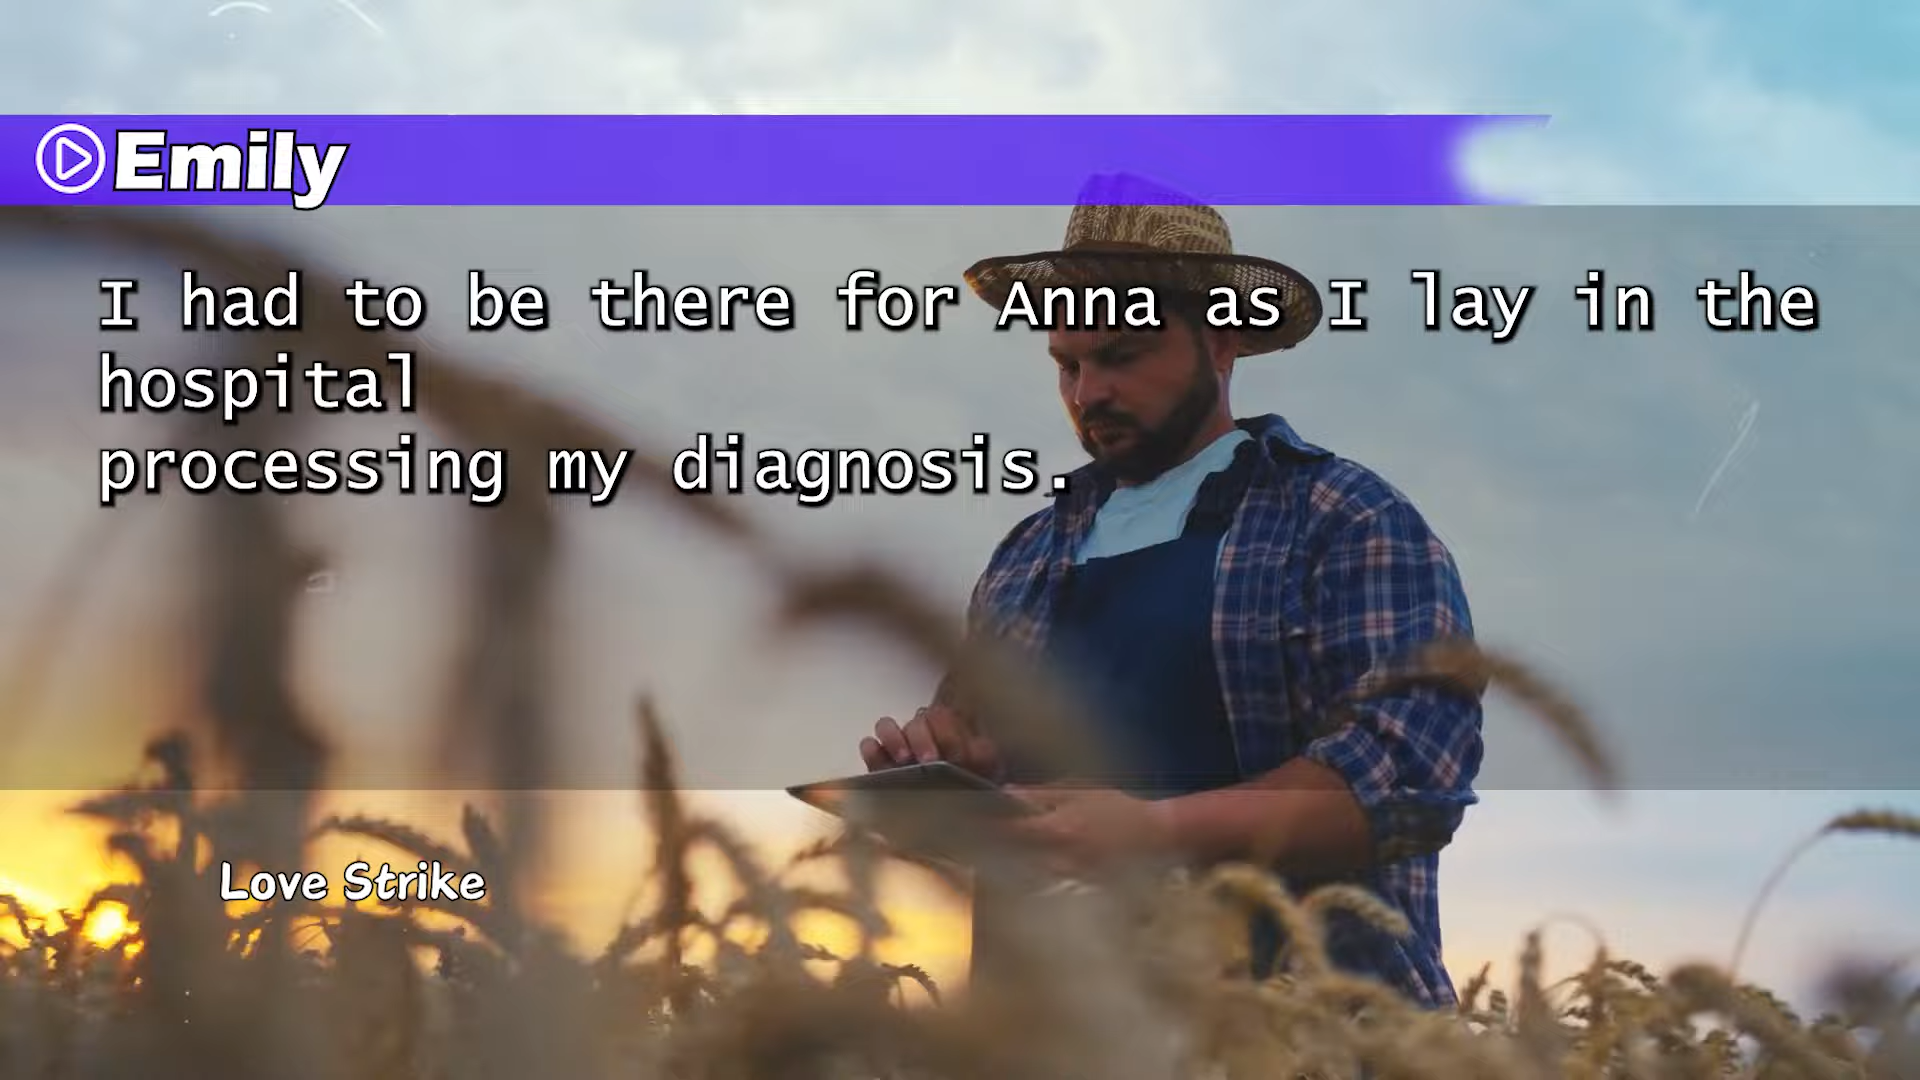 Emily
I had to be there for Anna as I lay in the
hospital
processing my diagnosis.
Love Strike